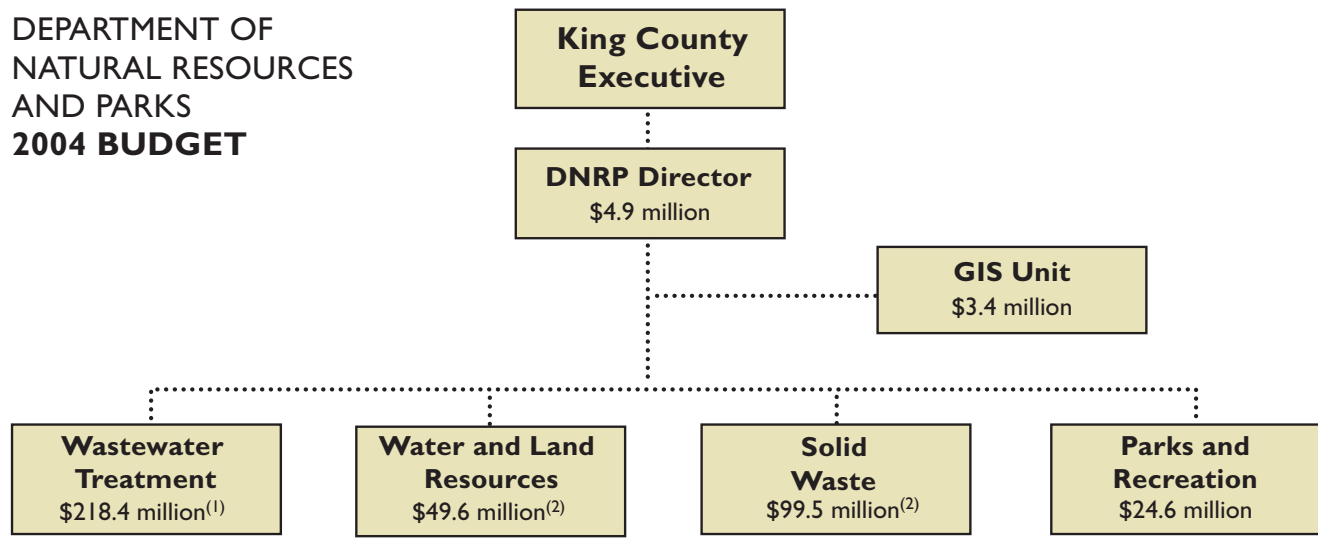 DEPARTMENT OF
NATURAL RESOURCES
AND PARKS
2004 BUDGET
King County
Executive
DNRP Director
$4.9 million
GIS Unit
$3.4 million
Wastewater
Treatment
$218.4 million(1)
Water and Land
Resources
$49.6 million(2)
Solid
Waste
$99.5 million(2)
Parks and
Recreation
$24.6 million